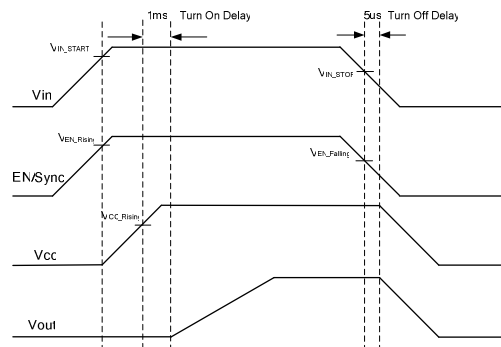 1ms Turn On Delay
5us Turn Off Delay
VIN_START
VIN_STOP
Vin
VEN_Rising
VEN_Falling
EN/Sync
VCC_Rising
Vcc
Vout